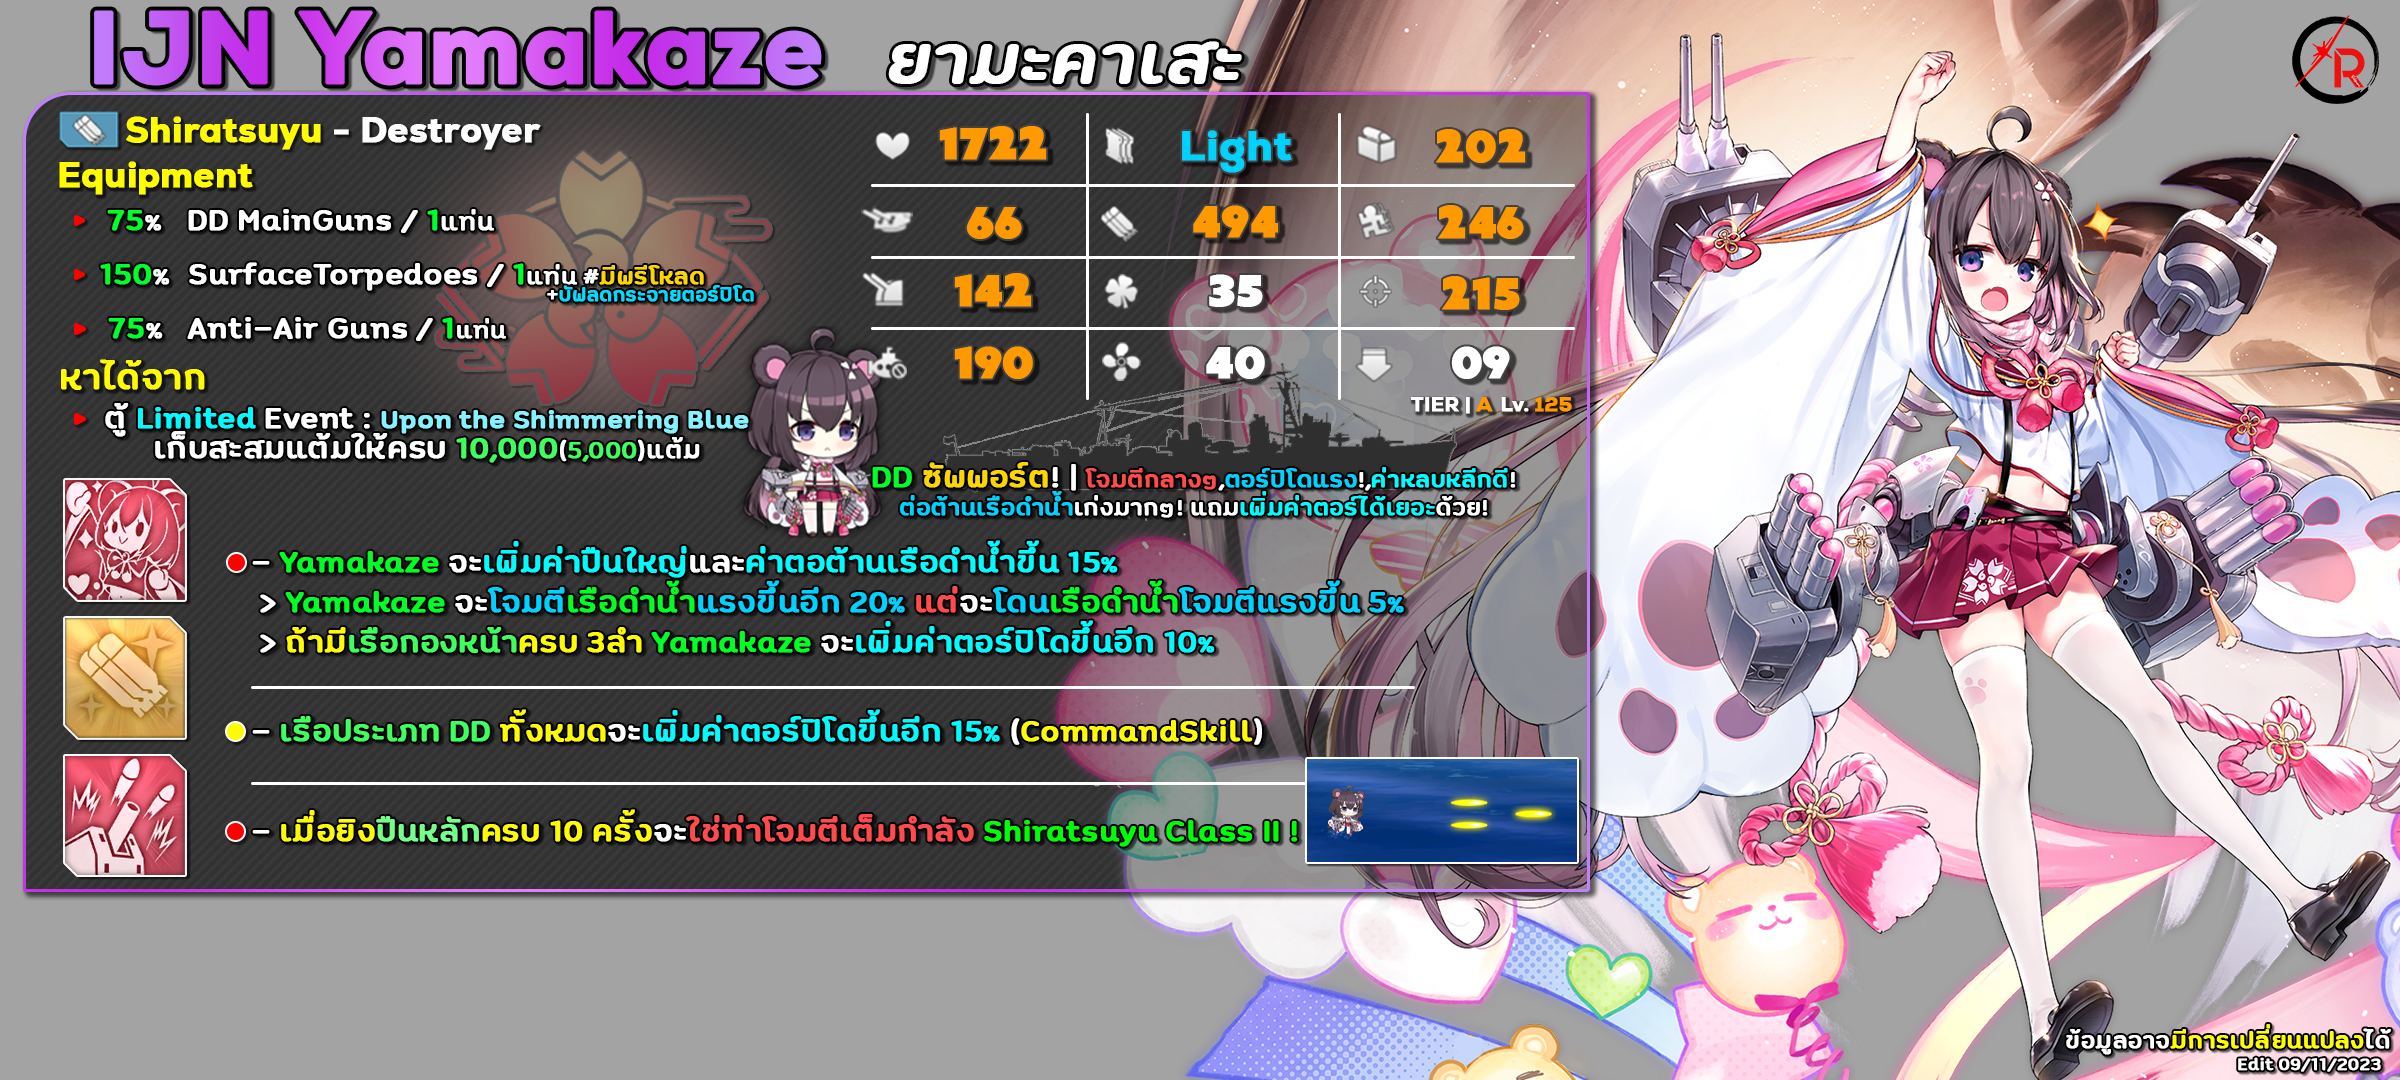 IJN Yamakaze ยามะคาเสะ
R
Shiratsuyu - Destroyer
Equipment
75% DD MainGuns / 1แท่น
150% SurfaceTorpedoes / 1แท่น #มีพรีโหลด
+บัฟลดกระจายตอร์ปิโด
75% Anti-Air Guns / 1แท่น
หาได้จาก
ตู้ Limited Event : Upon the Shimmering Blue
เก็บสะสมแต้มให้ครบ 10,000(5,000)แต้ม
1722 Light 202
66 494 246
142 35 215
190 40 09
TIER | A Lv. 125
DD ซัพพอร์ต! | โจมตีกลางๆ,ตอร์ปิโดแรง!,ค่าหลบหลีกดี!
ต่อต้านเรือดำน้ำเก่งมากๆ! แถมเพิ่มค่าตอร์ได้เยอะด้วย!
- Yamakaze จะเพิ่มค่าปืนใหญ่และค่าตอต้านเรือดำน้ำขึ้น 15%
> Yamakaze จะโจมตีเรือดำน้ำแรงขึ้นอีก 20% แต่จะโดนเรือดำน้ำโจมตีแรงขึ้น 5%
> ถ้ามีเรือกองหน้าครบ 3ลำ Yamakaze จะเพิ่มค่าตอร์ปิโดขึ้นอีก 10%
- เรือประเภท DD ทั้งหมดจะเพิ่มค่าตอร์ปิโดขึ้นอีก 15% (CommandSkill)
- เมื่อยิงปืนหลักครบ 10 ครั้งจะใช่ท่าโจมตีเต็มกำลัง Shiratsuyu Class II !
ข้อมูลอาจมีการเปลี่ยนแปลงได้
Edit 09/11/2023